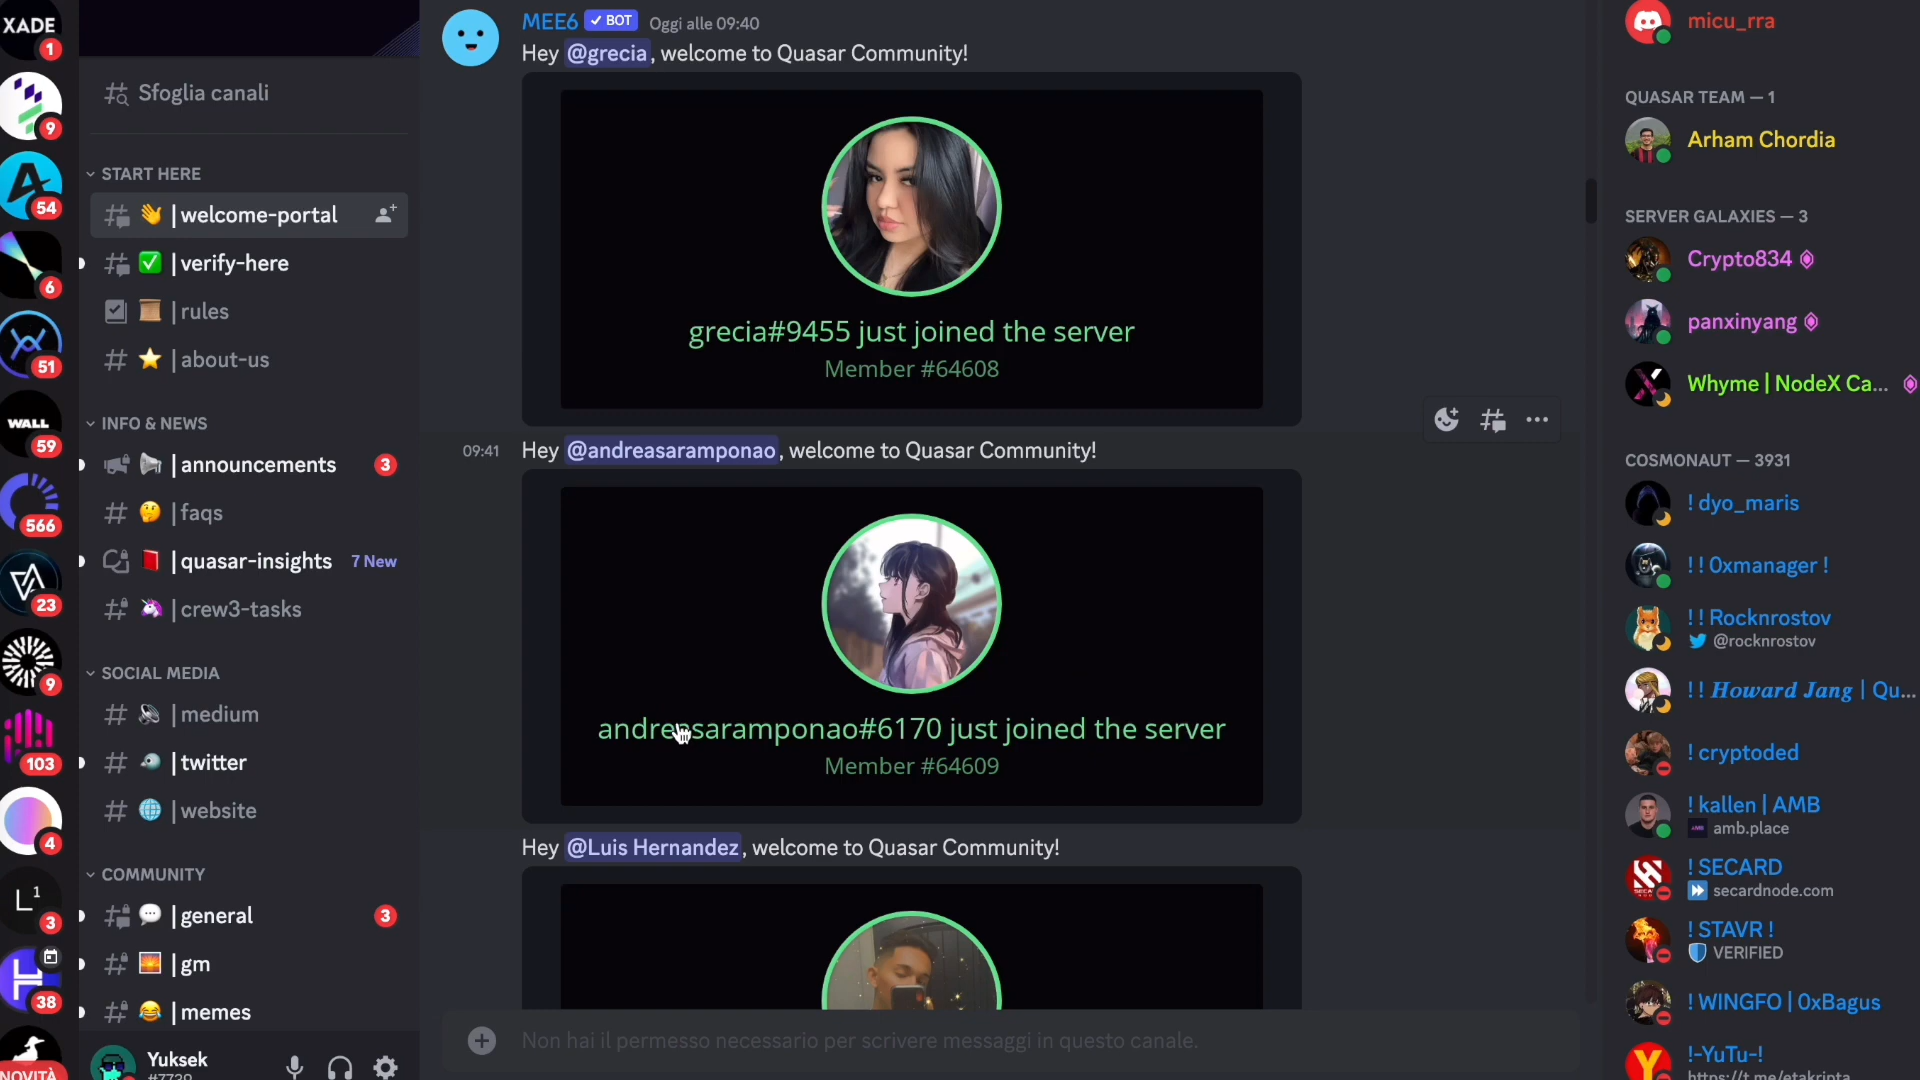 XADE
1
9
54
6
51
WALL
59
566
23
9
103
4
L1
3
38
NOVITÀ
Sfoglia canali
START HERE
👋 | welcome-portal
✅ | verify-here
| rules
⭐ | about-us
INFO & NEWS
| announcements
3
🤔 | faqs
📕 | quasar-insights
7 New
🦄 | crew3-tasks
SOCIAL MEDIA
| medium
| twitter
🌐 | website
COMMUNITY
💬 | general
3
| gm
😂 | memes
Yuksek
#7739
MEE6 ✓ BOT Oggi alle 09:40
Hey @grecia, welcome to Quasar Community!
grecia#9455 just joined the server
Member #64608
09:41 Hey @andreasaramponao, welcome to Quasar Community!
andreasaramponao#6170 just joined the server
Member #64609
Hey @Luis Hernandez, welcome to Quasar Community!
Non hai il permesso necessario per scrivere messaggi in questo canale.
micu_rra
QUASAR TEAM — 1
Arham Chordia
SERVER GALAXIES — 3
Crypto834
panxinyang
Whyme | NodeX Ca...
COSMONAUT — 3931
! dyo_maris
! ! 0xmanager !
! ! Rocknrostov
@rocknrostov
! ! Howard Jang | Qu...
! cryptoded
! kallen | AMB
amb.place
! SECARD
secardnode.com
! STAVR !
VERIFIED
! WINGFO | 0xBagus
!-YuTu-!
https://t.me/etakripta